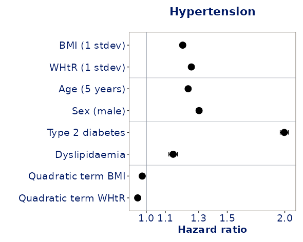 Hypertension
BMI (1 stdev)
WHtR (1 stdev)
Age (5 years)
Sex (male)
Type 2 diabetes
Dyslipidaemia
Quadratic term BMI
Quadratic term WHtR
1.0 1.1 1.3 1.5 2.0
Hazard ratio